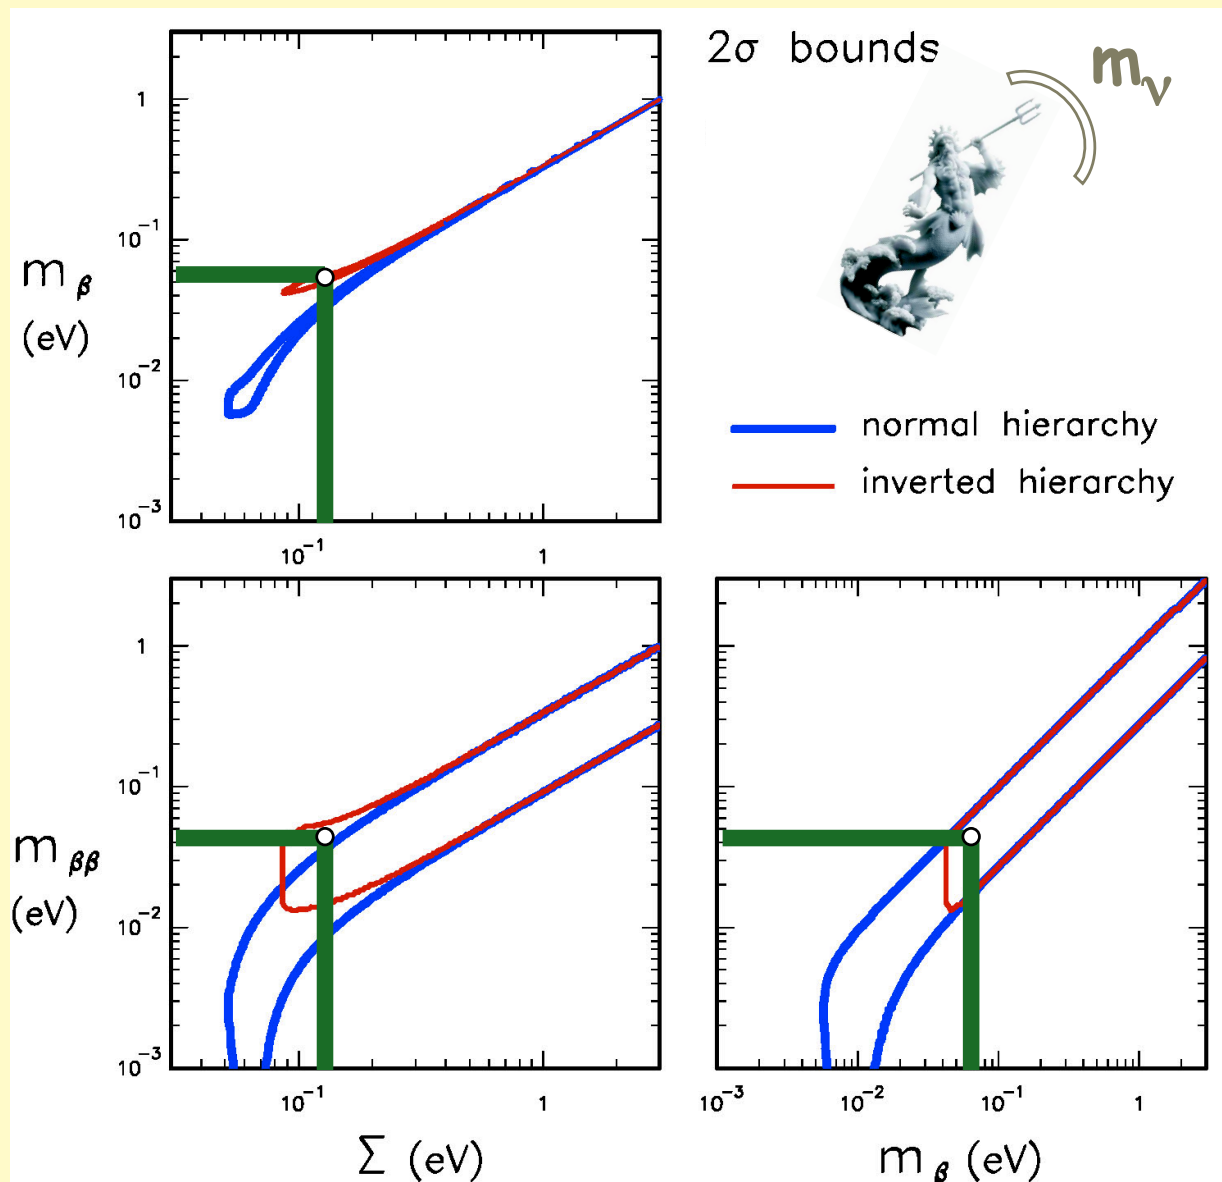 2σ bounds
m_ν
1
10^-1
10^-2
10^-3
m_β
(eV)
10^-1
1
normal hierarchy
inverted hierarchy
1
10^-1
10^-2
10^-3
m_ββ
(eV)
10^-1
1
Σ (eV)
10^-3
10^-2
10^-1
1
m_β (eV)